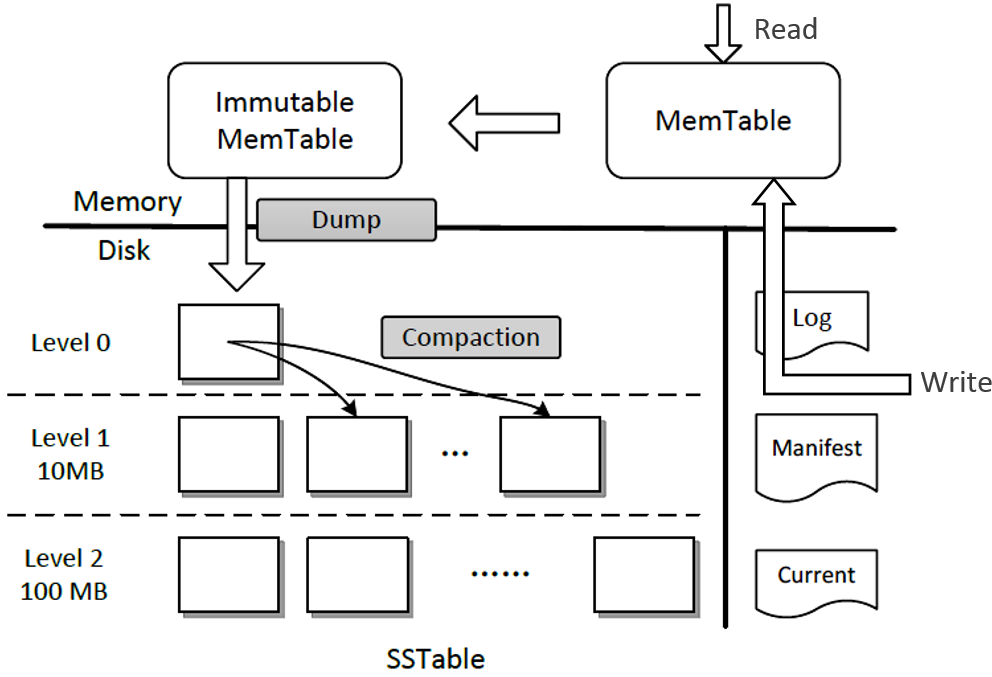 Read
Immutable
MemTable
MemTable
Memory
Dump
Disk
Level 0
Compaction
Log
Write
Level 1
10MB
...
Manifest
Level 2
100 MB
......
Current
SSTable